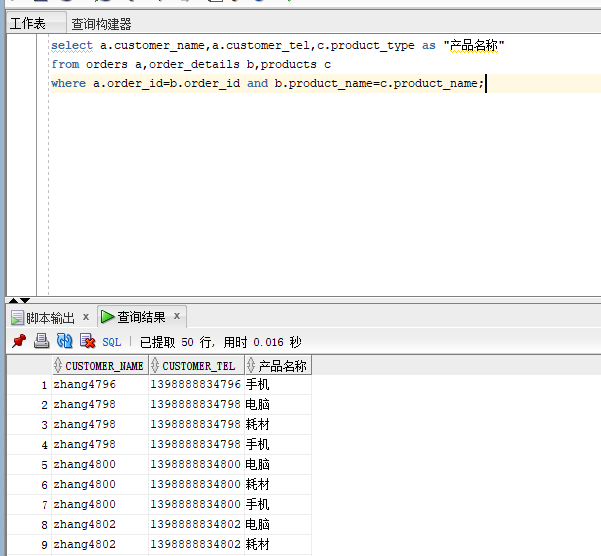 工作表 查询构建器
select a.customer_name,a.customer_tel,c.product_type as "产品名称"
from orders a,order_details b,products c
where a.order_id=b.order_id and b.product_name=c.product_name;
脚本输出 x 查询结果 x
SQL | 已提取 50 行, 用时 0.016 秒
CUSTOMER_NAME CUSTOMER_TEL 产品名称
1 zhang4796 1398888834796 手机
2 zhang4798 1398888834798 电脑
3 zhang4798 1398888834798 耗材
4 zhang4798 1398888834798 手机
5 zhang4800 1398888834800 电脑
6 zhang4800 1398888834800 耗材
7 zhang4800 1398888834800 手机
8 zhang4802 1398888834802 电脑
9 zhang4802 1398888834802 耗材